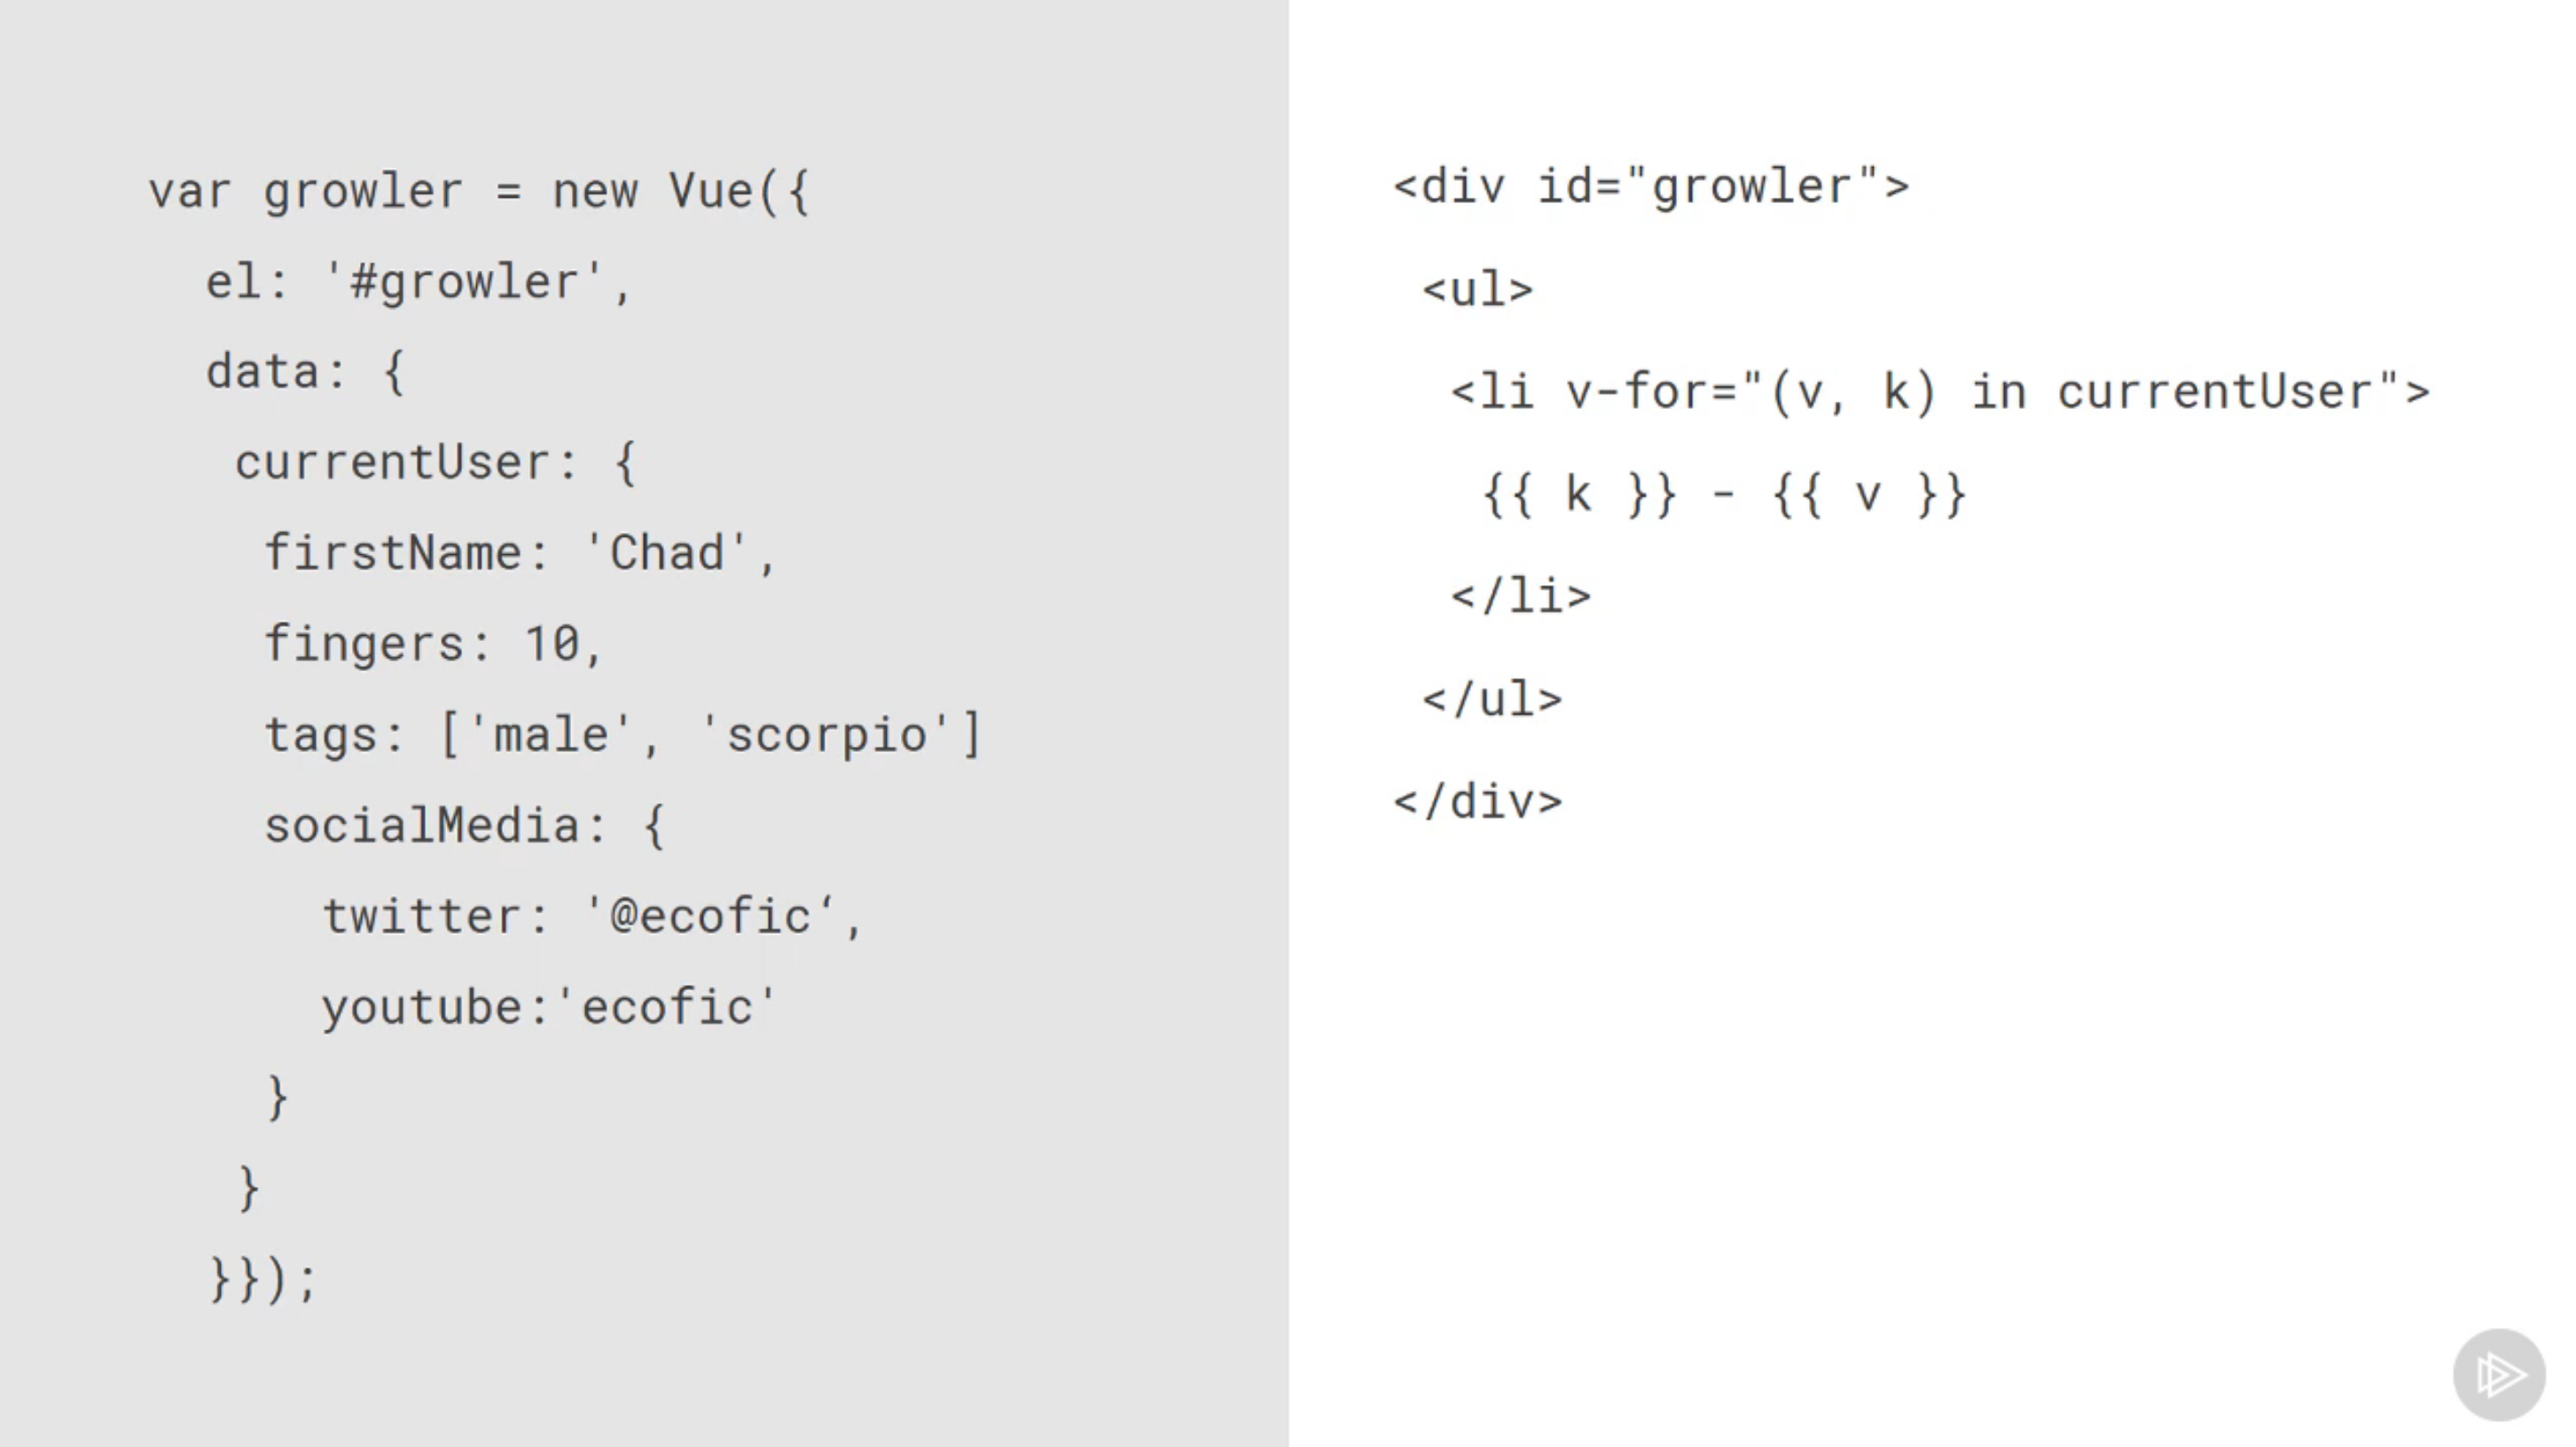 var growler = new Vue({
el: '#growler',
data: {
currentUser: {
firstName: 'Chad',
fingers: 10,
tags: ['male', 'scorpio']
socialMedia: {
twitter: '@ecofic‘,
youtube:'ecofic'
}
}
}});
<div id="growler">
<ul>
<li v-for="(v, k) in currentUser">
{{ k }} - {{ v }}
</li>
</ul>
</div>